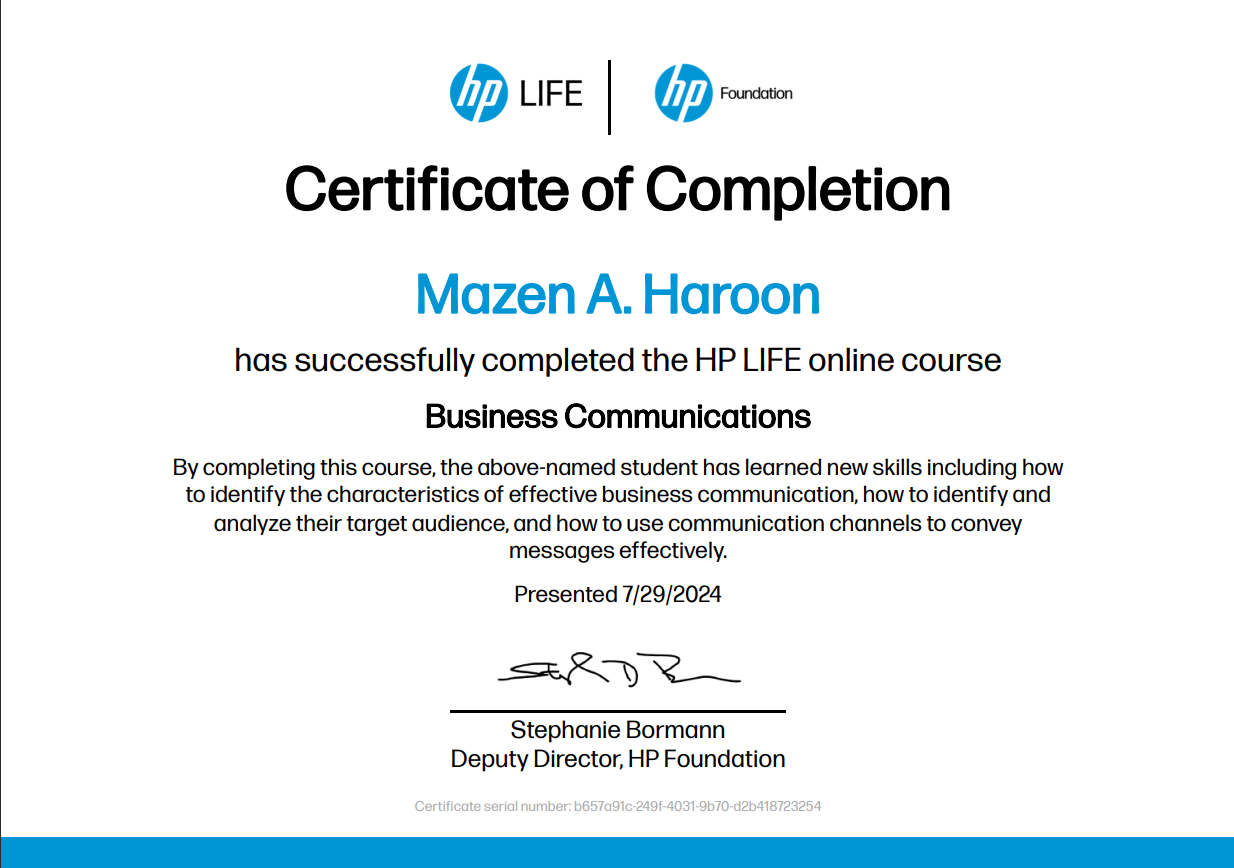 hp LIFE hp Foundation
Certificate of Completion
Mazen A. Haroon
has successfully completed the HP LIFE online course
Business Communications
By completing this course, the above-named student has learned new skills including how
to identify the characteristics of effective business communication, how to identify and
analyze their target audience, and how to use communication channels to convey
messages effectively.
Presented 7/29/2024
Stephanie Bormann
Deputy Director, HP Foundation
Certificate serial number: b657a91c-249f-4031-9b70-d2b418723254